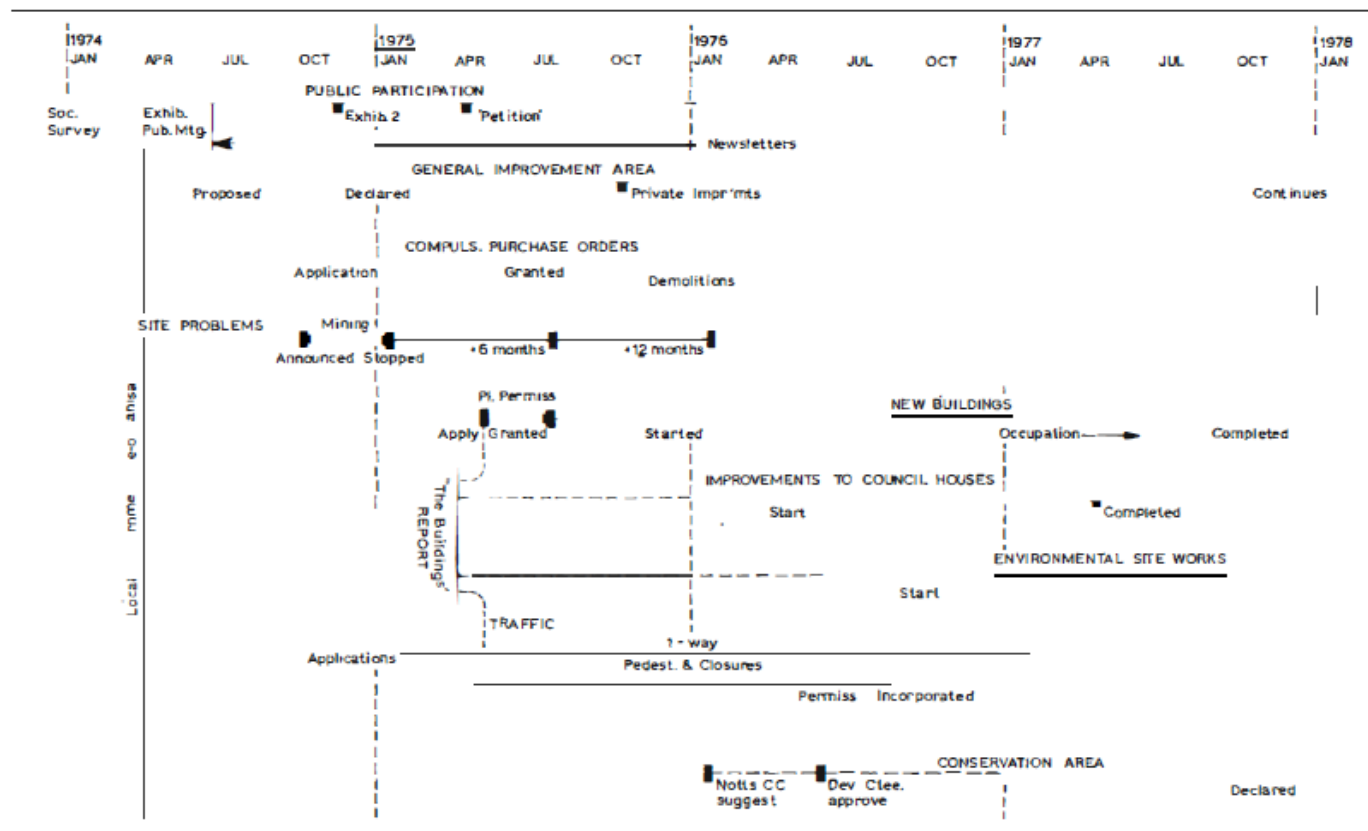 1974 1975 1976 1977 1978
JAN APR JUL OCT JAN APR JUL OCT JAN APR JUL OCT JAN APR JUL OCT JAN
PUBLIC PARTICIPATION
Soc. Survey
Exhib. Pub. Mtg.
Exhib. 2
'Petition'
Newsletters
GENERAL IMPROVEMENT AREA
Proposed Declared Private Impr'mts Continues
COMPULS. PURCHASE ORDERS
Application Granted Demolitions
SITE PROBLEMS Mining
Announced Stopped +6 months +12 months
Pl. Permiss
NEW BUILDINGS
Apply Granted Started Occupation Completed
IMPROVEMENTS TO COUNCIL HOUSES
Start Completed
"The Buildings'
REPORT
ENVIRONMENTAL SITE WORKS
Start
Local
TRAFFIC
Applications
- way
Pedest. & Closures
Permiss Incorporated
CONSERVATION AREA
Notts CC suggest
Dev Ctee. approve
Declared